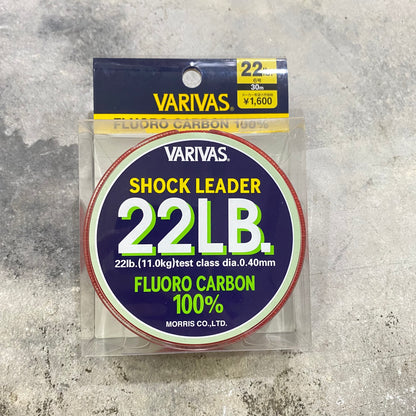 22lb.
30m
¥1,600
VARIVAS®
FLUORO CARBON 100%
VARIVAS®
SHOCK LEADER
22LB.
22lb.(11.0kg)test class dia.0.40mm
FLUORO CARBON
100%
MORRIS CO.,LTD.